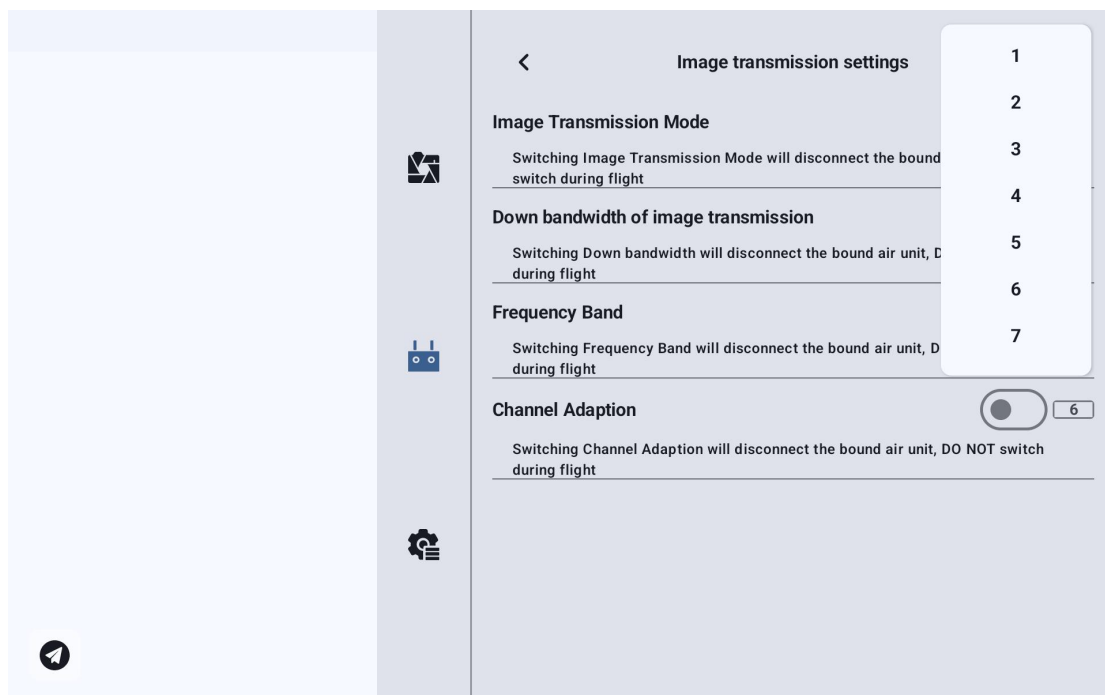 Image transmission settings
Image Transmission Mode
Switching Image Transmission Mode will disconnect the bound
switch during flight
Down bandwidth of image transmission
Switching Down bandwidth will disconnect the bound air unit, D
during flight
Frequency Band
Switching Frequency Band will disconnect the bound air unit, D
during flight
1
2
3
4
5
6
7
Channel Adaption
6
Switching Channel Adaption will disconnect the bound air unit, DO NOT switch
during flight